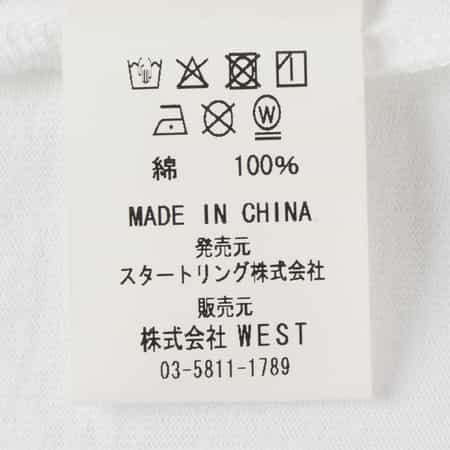 綿 100%
MADE IN CHINA
発売元
スタートリング株式会社
販売元
株式会社 WEST
03-5811-1789